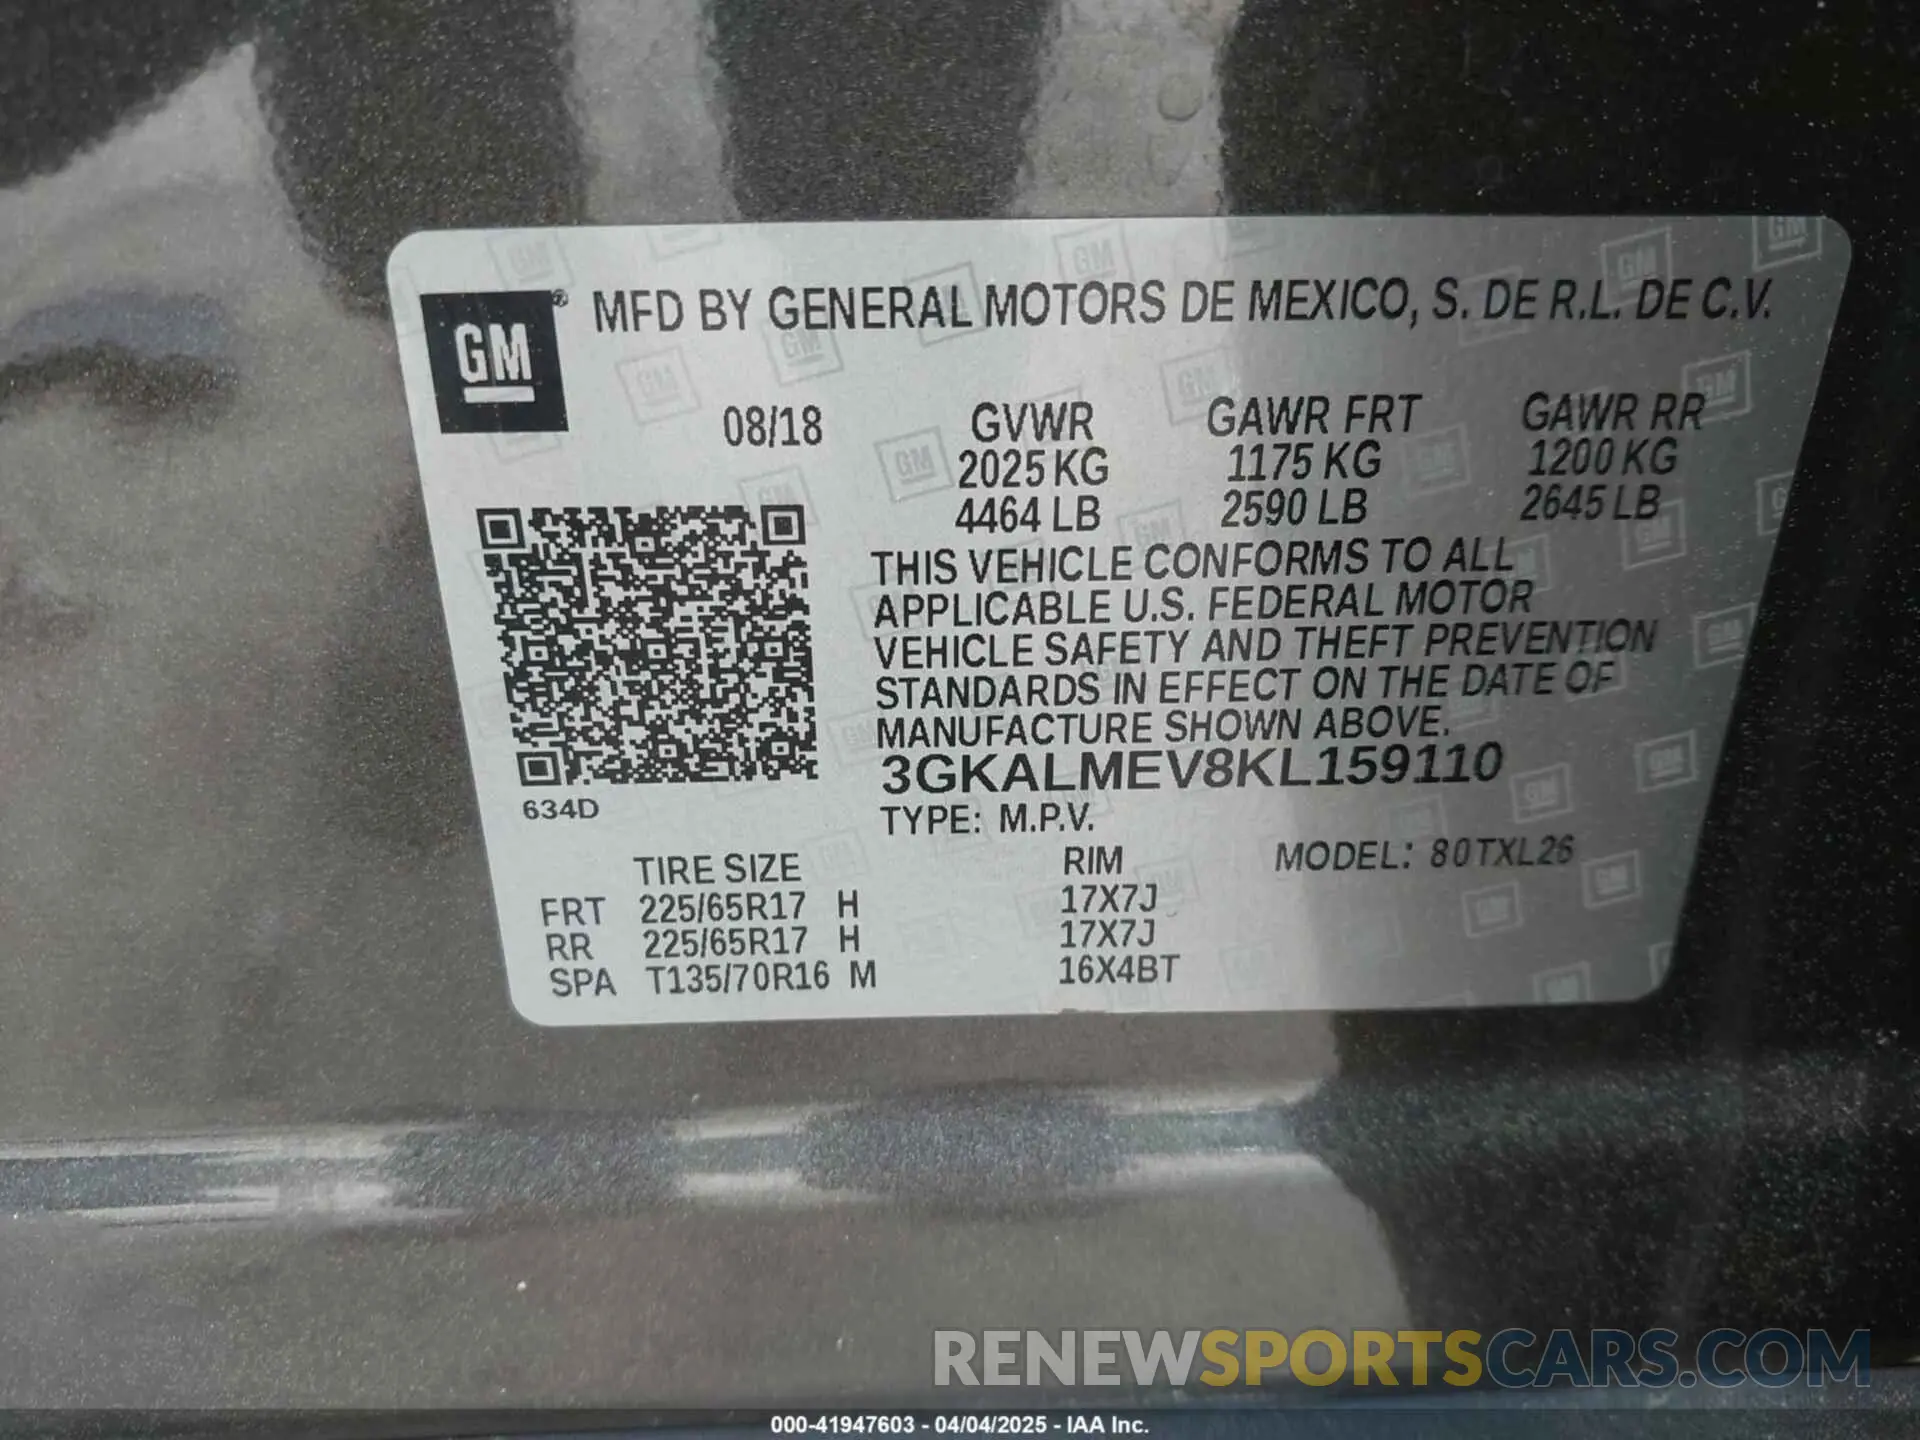 GM® MFD BY GENERAL MOTORS DE MEXICO, S. DE R.L. DE C.V.
08/18 GVWR GAWR FRT GAWR RR
2025 KG 1175 KG 1200 KG
4464 LB 2590 LB 2645 LB
THIS VEHICLE CONFORMS TO ALL
APPLICABLE U.S. FEDERAL MOTOR
VEHICLE SAFETY AND THEFT PREVENTION
STANDARDS IN EFFECT ON THE DATE OF
MANUFACTURE SHOWN ABOVE.
3GKALMEV8KL159110
634D
TYPE: M.P.V.
TIRE SIZE RIM MODEL: 80TXL26
FRT 225/65R17 H 17X7J
RR 225/65R17 H 17X7J
SPA T135/70R16 M 16X4BT
RENEWSPORTSCARS.COM
000-41947603 - 04/04/2025 - IAA Inc.